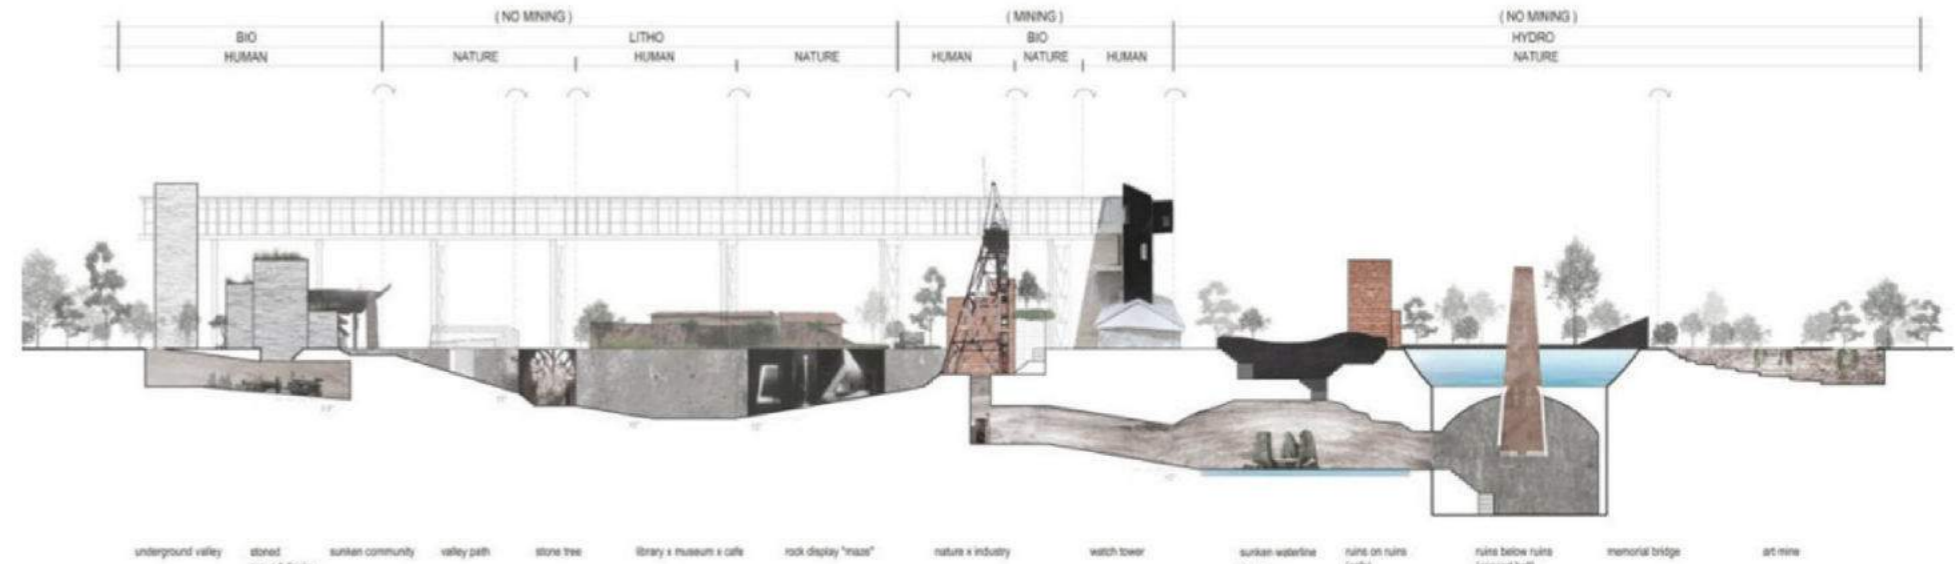 ( NO MINING ) ( MINING ) ( NO MINING )
BIO LITHO BIO HYDRO
HUMAN NATURE HUMAN NATURE HUMAN NATURE HUMAN NATURE
underground valley stoned sunken community valley path stone tree library x museum x cafe rock display "maze" nature x industry watch tower sunken waterline ruins on ruins ruins below ruins memorial bridge art mine